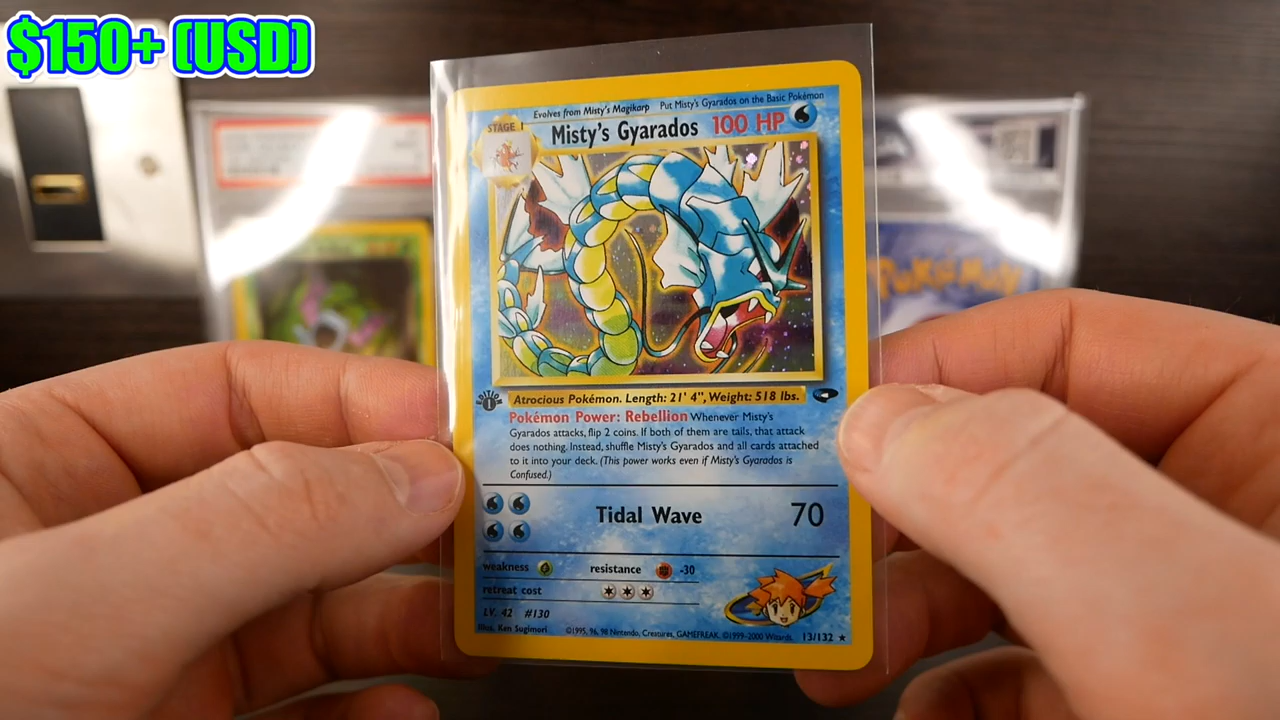 $150+ (USD)
Evolves from Misty's Magikarp Put Misty's Gyarados on the Basic Pokémon
STAGE 1
Misty's Gyarados 100 HP
EDITION 1
Atrocious Pokémon. Length: 21' 4", Weight: 518 lbs.
Pokémon Power: Rebellion Whenever Misty's
Gyarados attacks, flip 2 coins. If both of them are tails, that attack
does nothing. Instead, shuffle Misty's Gyarados and all cards attached
to it into your deck. (This power works even if Misty's Gyarados is
Confused.)
Tidal Wave 70
weakness resistance -30
retreat cost
LV. 42 #130
Illus. Ken Sugimori ©1995, 96, 98 Nintendo, Creatures, GAMEFREAK. ©1999-2000 Wizards. 13/132 ★
POKÉMON